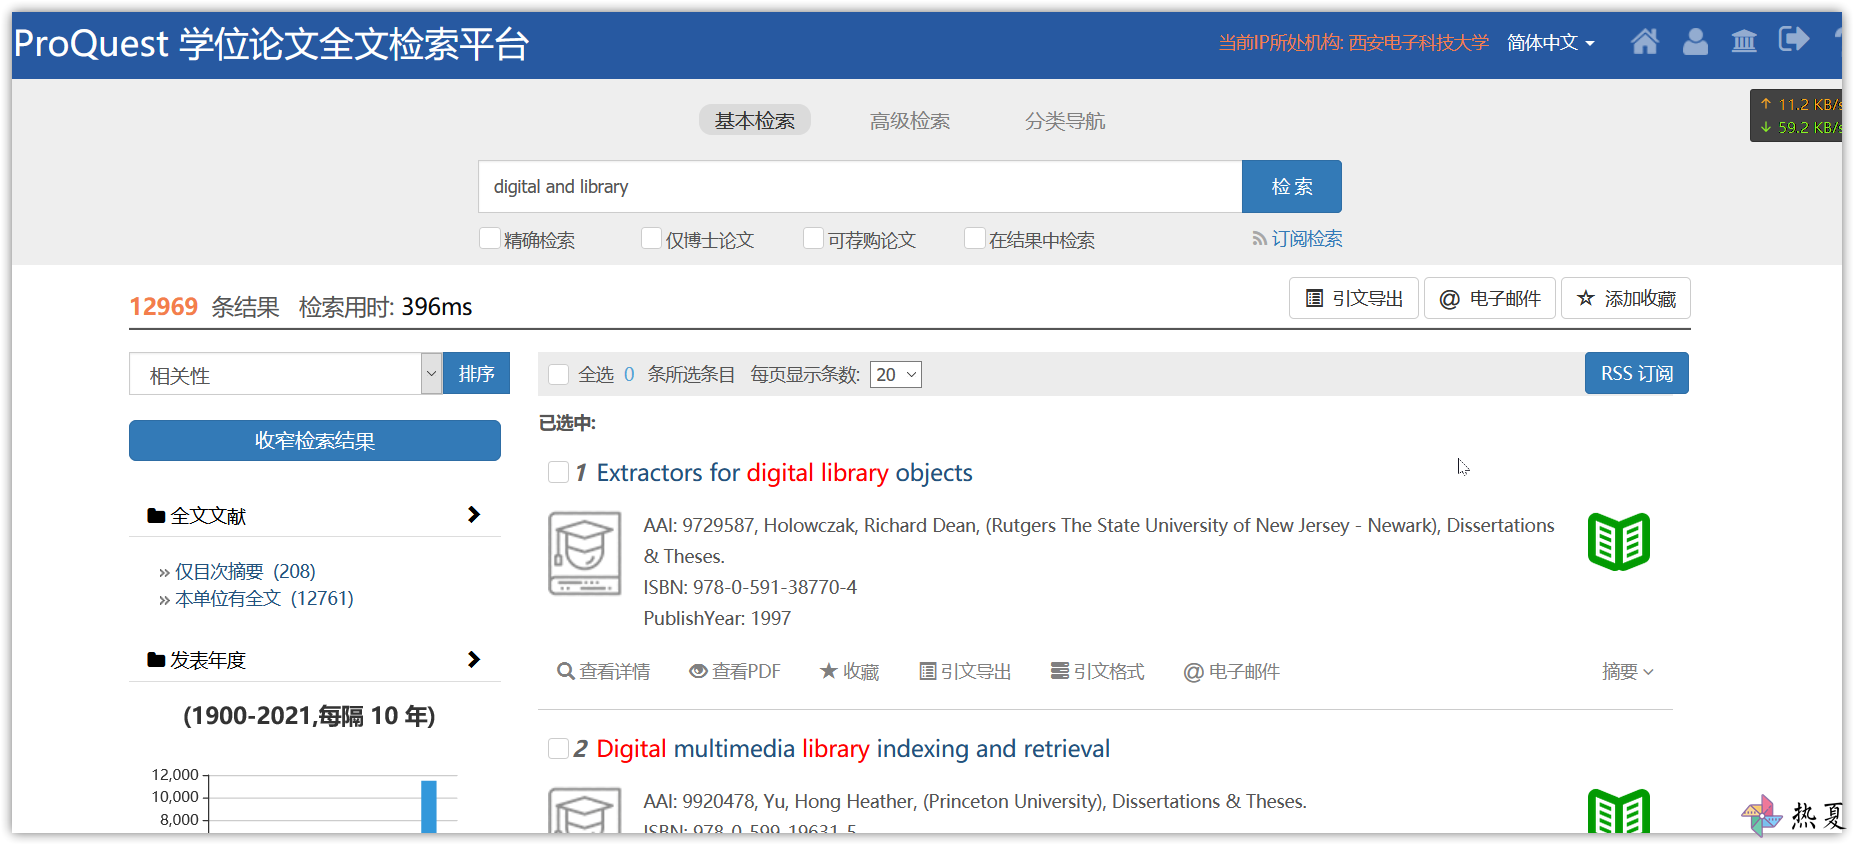 ProQuest 学位论文全文检索平台
当前IP所处机构: 西安电子科技大学 简体中文
↑ 11.2 KB/s
↓ 59.2 KB/s
基本检索 高级检索 分类导航
digital and library 检 索
精确检索 仅博士论文 可荐购论文 在结果中检索 订阅检索
12969 条结果 检索用时: 396ms
引文导出 @ 电子邮件 添加收藏
相关性 排序
全选 0 条所选条目 每页显示条数: 20 RSS 订阅
收窄检索结果
已选中:
全文文献
» 仅目次摘要 (208)
» 本单位有全文 (12761)
发表年度
(1900-2021,每隔 10 年)
12,000
10,000
8,000
1 Extractors for digital library objects
AAI: 9729587, Holowczak, Richard Dean, (Rutgers The State University of New Jersey - Newark), Dissertations
& Theses.
ISBN: 978-0-591-38770-4
PublishYear: 1997
查看详情 查看PDF 收藏 引文导出 引文格式 @ 电子邮件 摘要
2 Digital multimedia library indexing and retrieval
AAI: 9920478, Yu, Hong Heather, (Princeton University), Dissertations & Theses.
ISBN: 978-0-599-19631-5
热夏